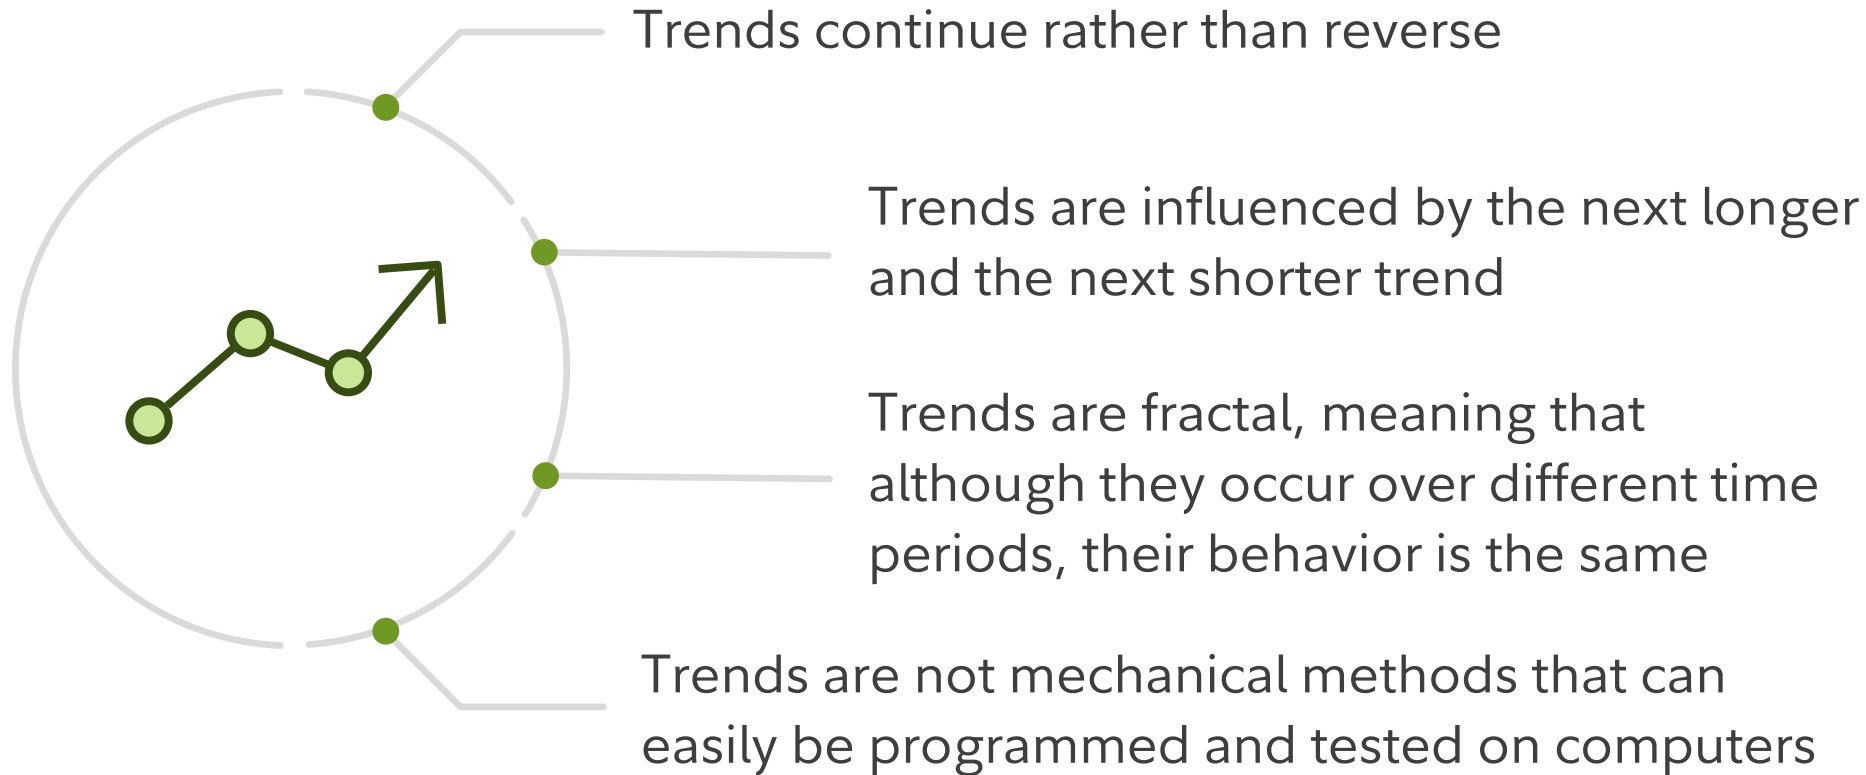 Trends continue rather than reverse
Trends are influenced by the next longer
and the next shorter trend
Trends are fractal, meaning that
although they occur over different time
periods, their behavior is the same
Trends are not mechanical methods that can
easily be programmed and tested on computers